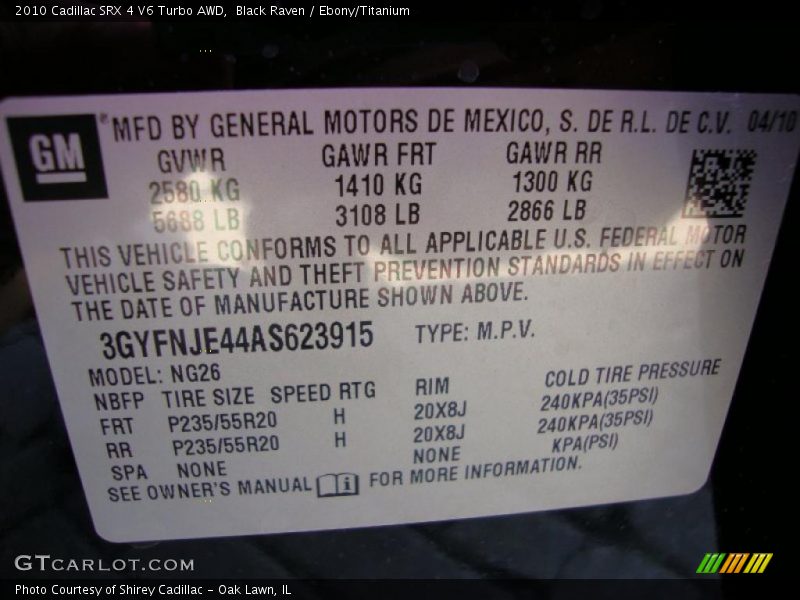 2010 Cadillac SRX 4 V6 Turbo AWD,  Black Raven / Ebony/Titanium
GM ® MFD BY GENERAL MOTORS DE MEXICO, S. DE R.L. DE C.V. 04/10
GVWR GAWR FRT GAWR RR
2580 KG 1410 KG 1300 KG
5688 LB 3108 LB 2866 LB
THIS VEHICLE CONFORMS TO ALL APPLICABLE U.S. FEDERAL MOTOR
VEHICLE SAFETY AND THEFT PREVENTION STANDARDS IN EFFECT ON
THE DATE OF MANUFACTURE SHOWN ABOVE.
3GYFNJE44AS623915 TYPE: M.P.V.
MODEL: NG26
NBFP TIRE SIZE SPEED RTG RIM COLD TIRE PRESSURE
FRT P235/55R20 H 20X8J 240KPA(35PSI)
RR P235/55R20 H 20X8J 240KPA(35PSI)
SPA NONE NONE KPA(PSI)
SEE OWNER'S MANUAL i FOR MORE INFORMATION.
GTcarlot.com
Photo Courtesy of Shirey Cadillac – Oak Lawn, IL